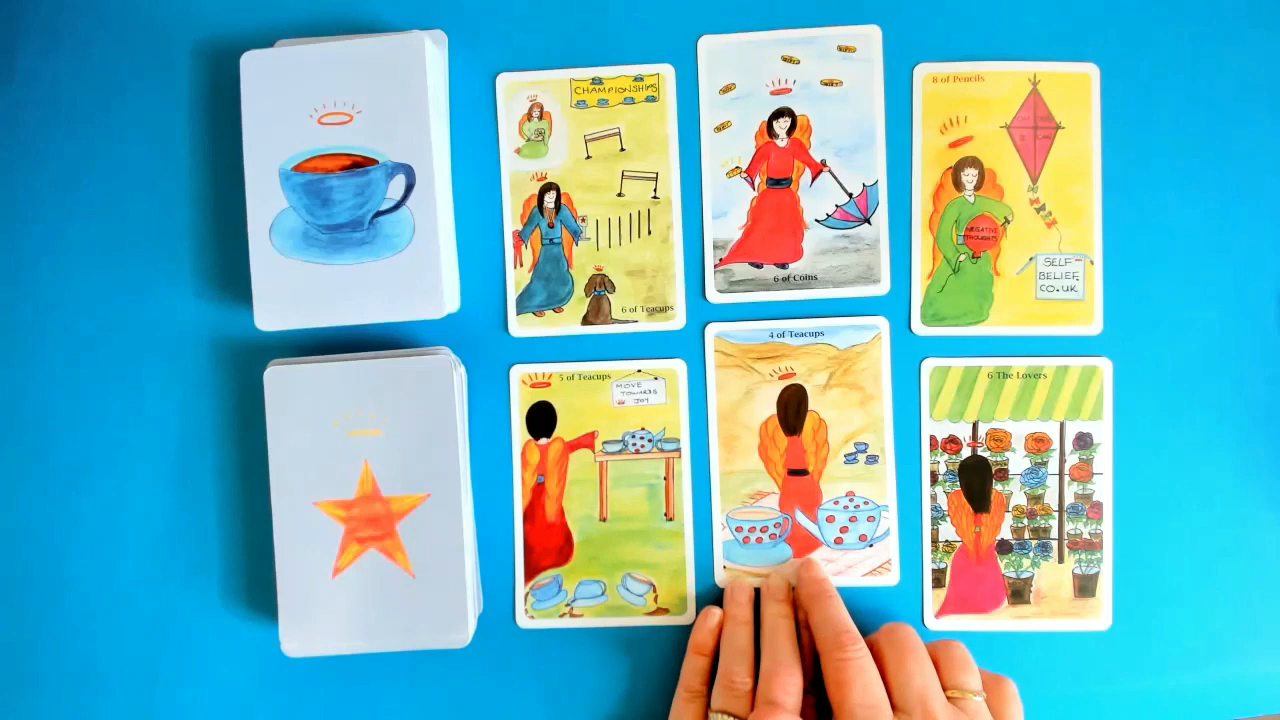 CHAMPIONSHIPS
6 of Teacups
6 of Coins
8 of Pencils
NEGATIVE
THOUGHTS
SELF
BELIEF.
CO.UK
5 of Teacups
MOVE
TOWARDS
JOY
4 of Teacups
6 The Lovers